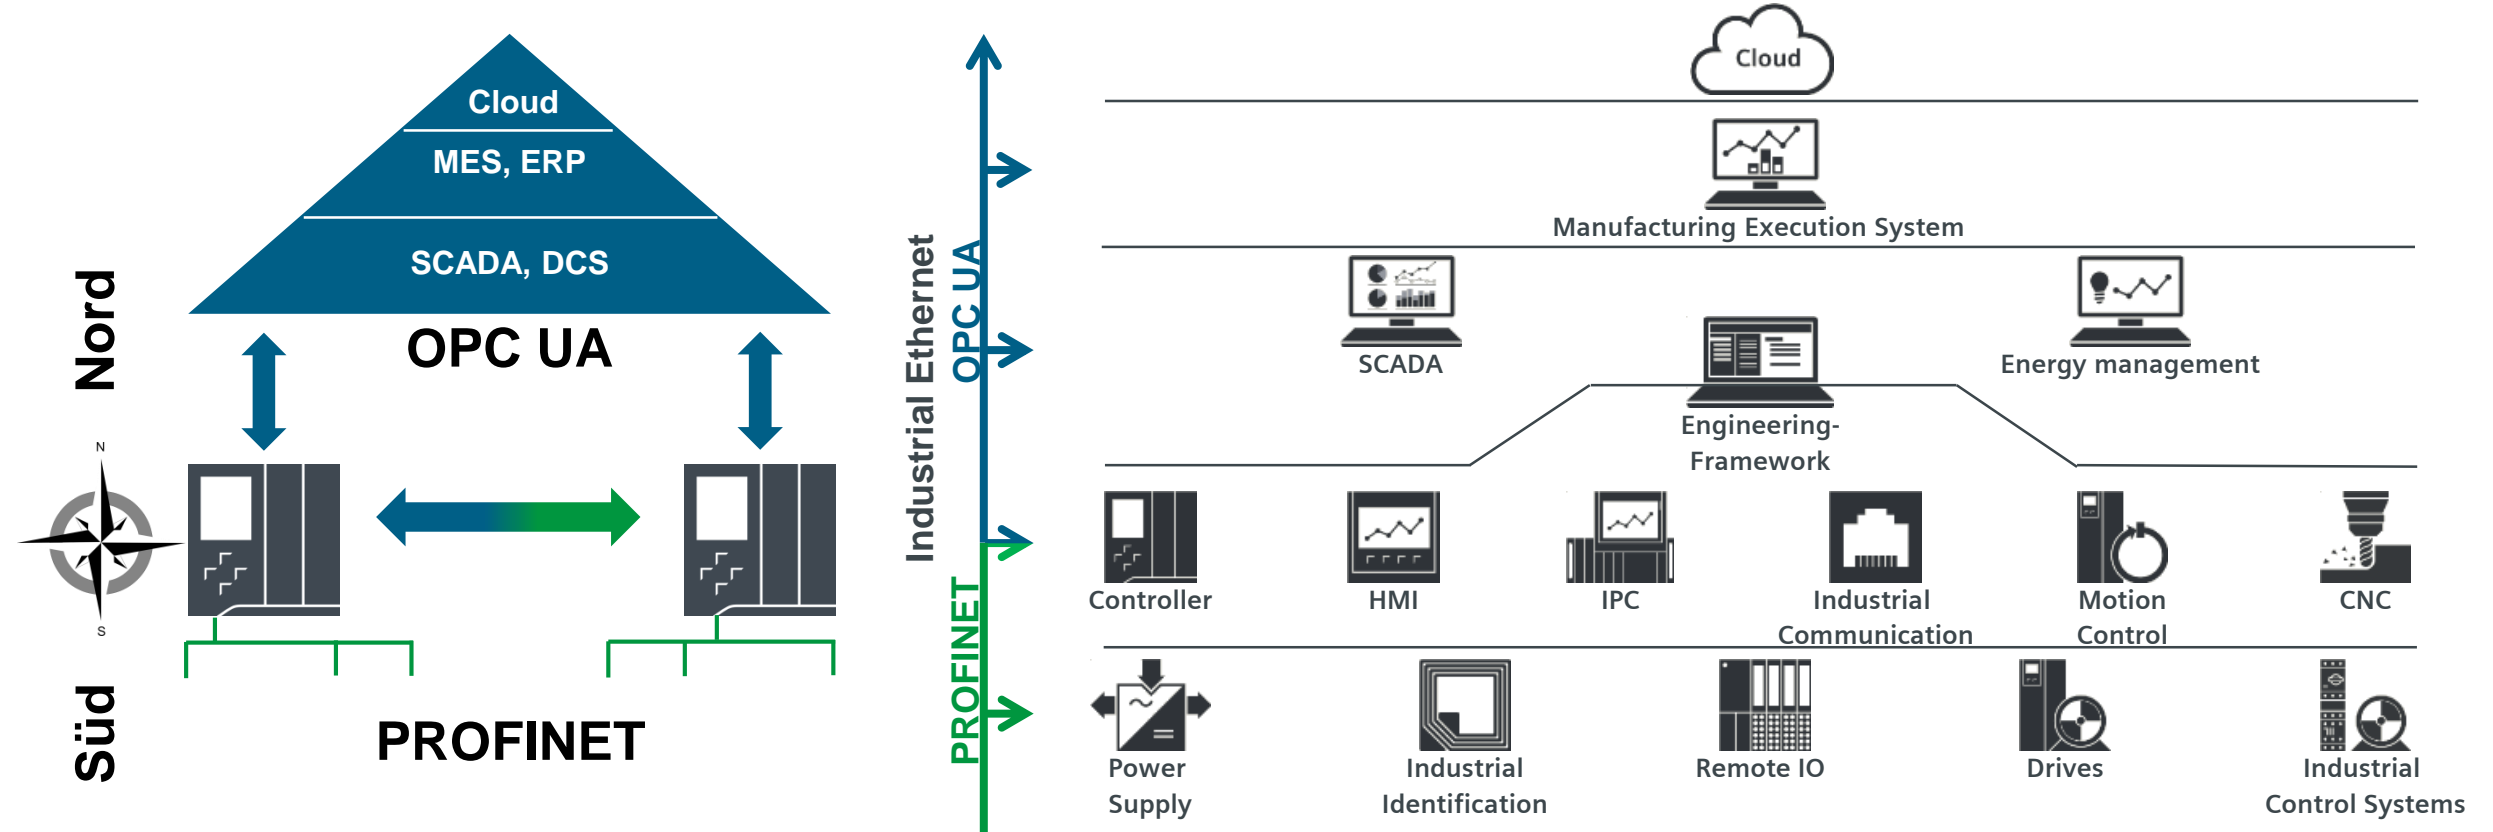 Cloud
MES, ERP
SCADA, DCS
Nord
OPC UA
N
S
Süd
PROFINET
Industrial Ethernet
OPC UA
PROFINET
Cloud
Manufacturing Execution System
SCADA
Energy management
Engineering-
Framework
Controller
HMI
IPC
Industrial
Communication
Motion
Control
CNC
Power
Supply
Industrial
Identification
Remote IO
Drives
Industrial
Control Systems